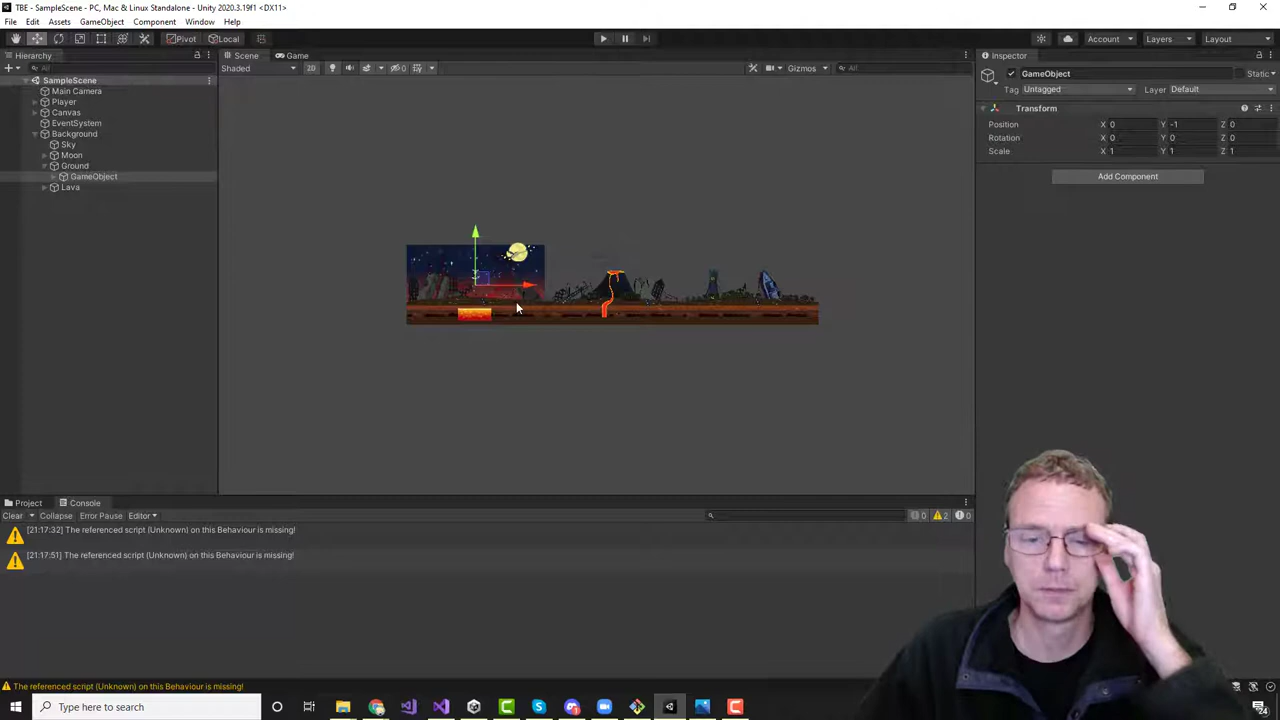 TBE - SampleScene - PC, Mac & Linux Standalone - Unity 2020.3.19f1 <DX11>
File Edit Assets GameObject Component Window Help
Pivot Local Account Layers Layout
Hierarchy Scene Game Inspector
All Shaded 2D 0 Gizmos All GameObject Static
SampleScene Tag Untagged Layer Default
Main Camera
Player Transform
Canvas
EventSystem Position X 0 Y -1 Z 0
Background Rotation X 0 Y 0 Z 0
Sky Scale X 1 Y 1 Z 1
Moon
Ground
GameObject Add Component
Lava
Project Console
Clear Collapse Error Pause Editor 0 2 0
[21:17:32] The referenced script (Unknown) on this Behaviour is missing!
[21:17:51] The referenced script (Unknown) on this Behaviour is missing!
The referenced script (Unknown) on this Behaviour is missing!
Type here to search